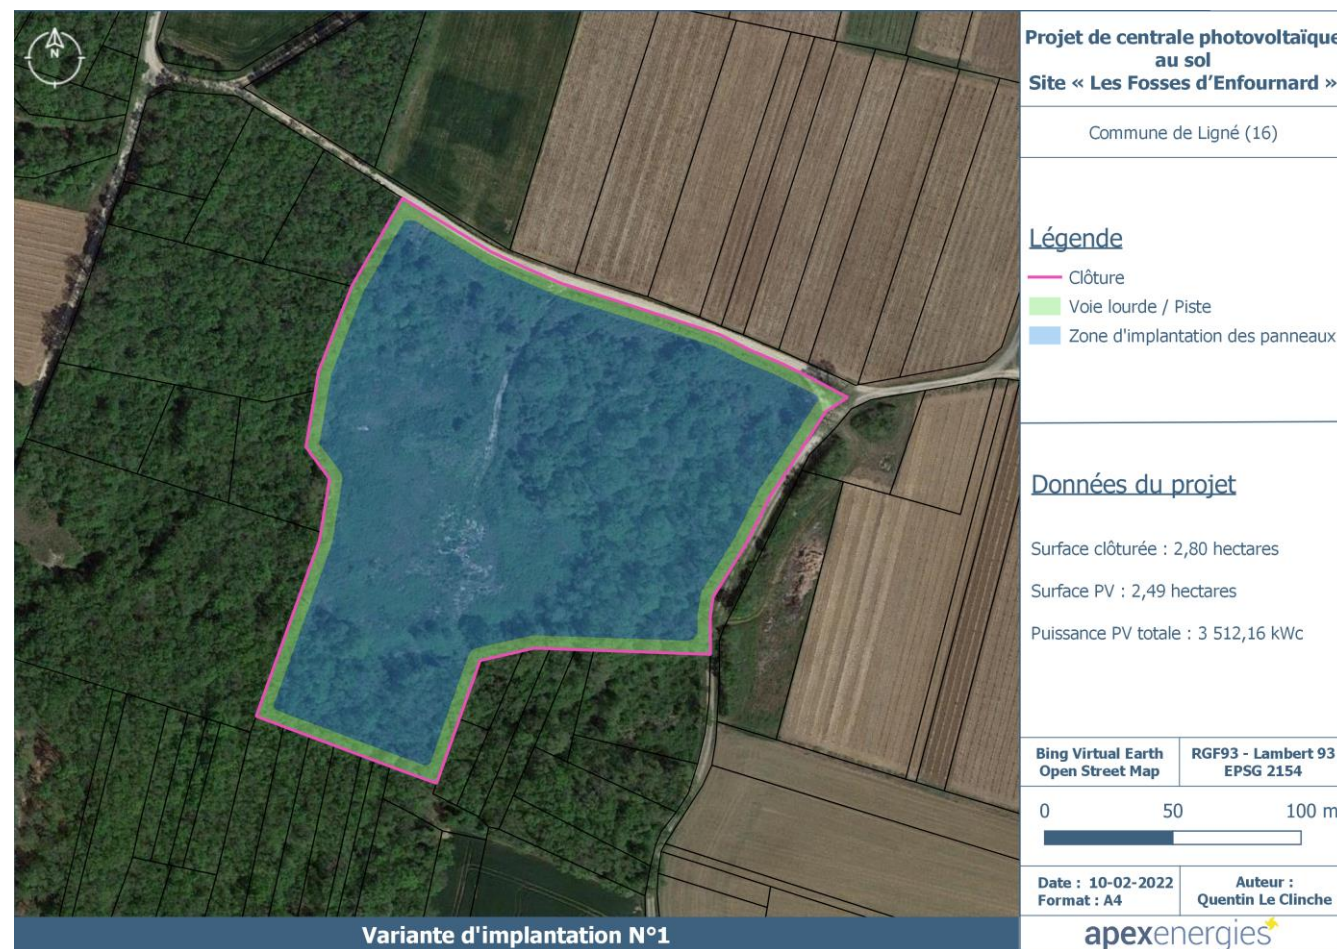 N
Projet de centrale photovoltaïque
au sol
Site « Les Fosses d'Enfournard »
Commune de Ligné (16)
Légende
Clôture
Voie lourde / Piste
Zone d'implantation des panneaux
Données du projet
Surface clôturée : 2,80 hectares
Surface PV : 2,49 hectares
Puissance PV totale : 3 512,16 kWc
Bing Virtual Earth
Open Street Map
RGF93 - Lambert 93
EPSG 2154
0 50 100 m
Date : 10-02-2022
Format : A4
Auteur :
Quentin Le Clinche
Variante d'implantation N°1
apexenergies